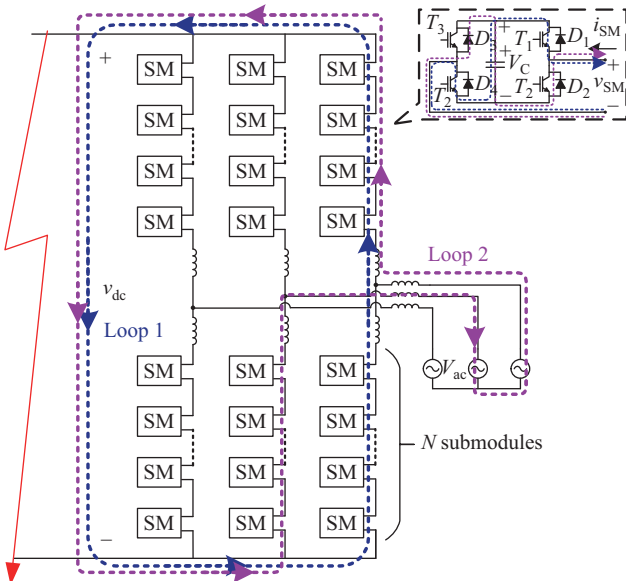 T3
D3
+
+
VC
−
T1
D1
iSM
+
vSM
−
T2
D4
T2
D2
+
SM SM SM
SM SM SM
SM SM SM
SM SM SM
Loop 2
vdc
Loop 1
SM SM SM
Vac
SM SM SM
N submodules
SM SM SM
SM SM SM
−